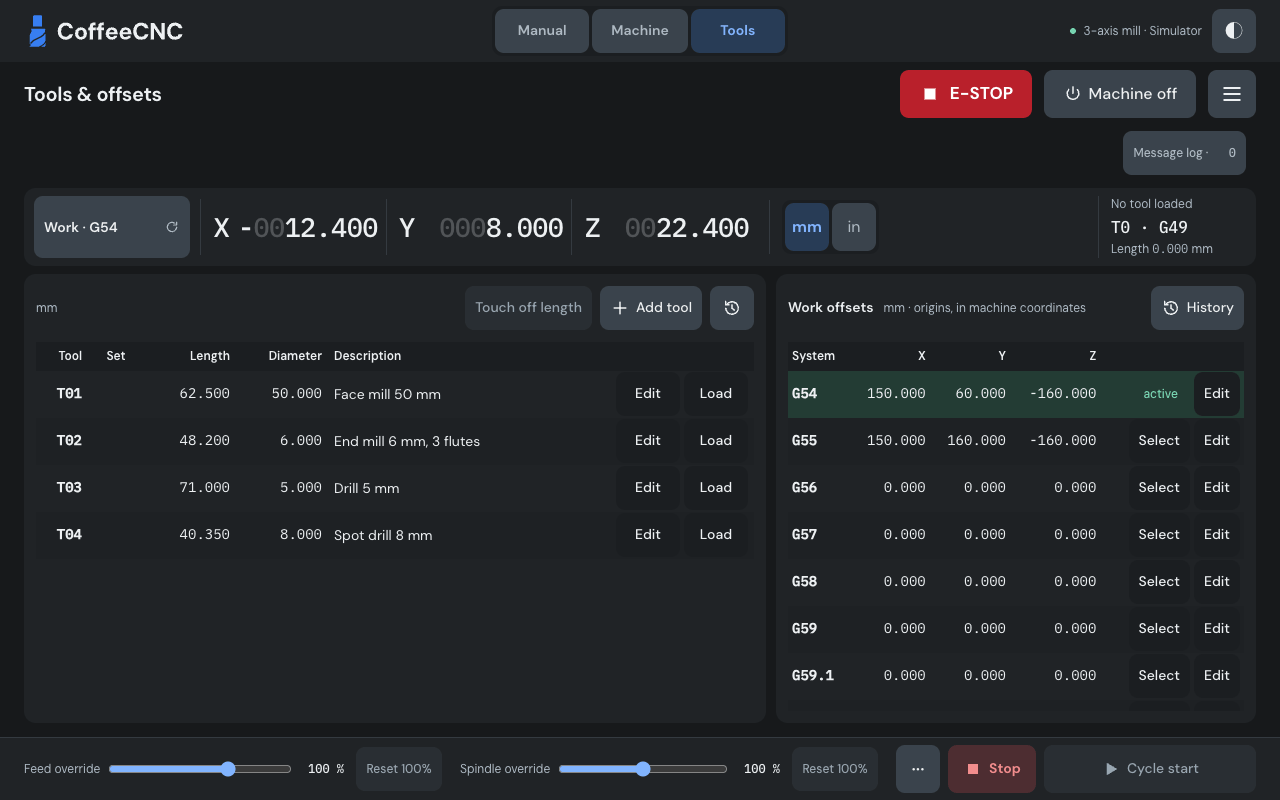 CoffeeCNC
Manual
Machine
Tools
3-axis mill · Simulator
Tools & offsets
E-STOP
Machine off
Message log · 0
Work · G54
X -0012.400
Y 0008.000
Z 0022.400
mm
in
No tool loaded
T0 · G49
Length 0.000 mm
mm
Touch off length
Add tool
Tool Set Length Diameter Description
T01 62.500 50.000 Face mill 50 mm Edit Load
T02 48.200 6.000 End mill 6 mm, 3 flutes Edit Load
T03 71.000 5.000 Drill 5 mm Edit Load
T04 40.350 8.000 Spot drill 8 mm Edit Load
Work offsets mm · origins, in machine coordinates
History
System X Y Z
G54 150.000 60.000 -160.000 active Edit
G55 150.000 160.000 -160.000 Select Edit
G56 0.000 0.000 0.000 Select Edit
G57 0.000 0.000 0.000 Select Edit
G58 0.000 0.000 0.000 Select Edit
G59 0.000 0.000 0.000 Select Edit
G59.1 0.000 0.000 0.000 Select Edit
Feed override 100 % Reset 100%
Spindle override 100 % Reset 100%
...
Stop
Cycle start